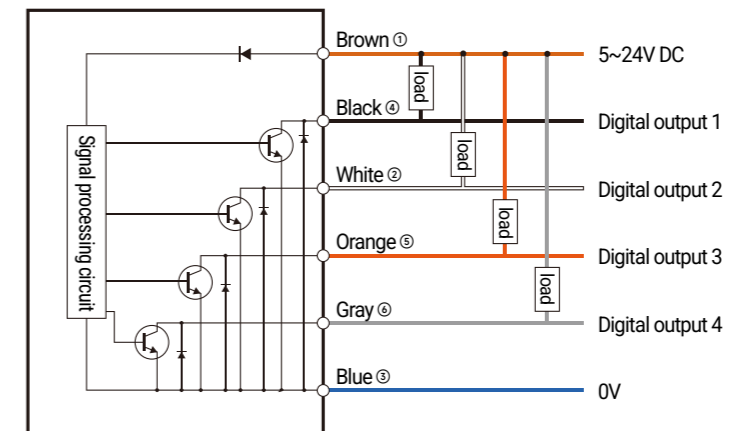 Brown ①
5~24V DC
load
Black ④
Digital output 1
load
White ②
Digital output 2
load
Orange ⑤
Digital output 3
load
Gray ⑥
Digital output 4
Blue ③
0V
Signal processing circuit